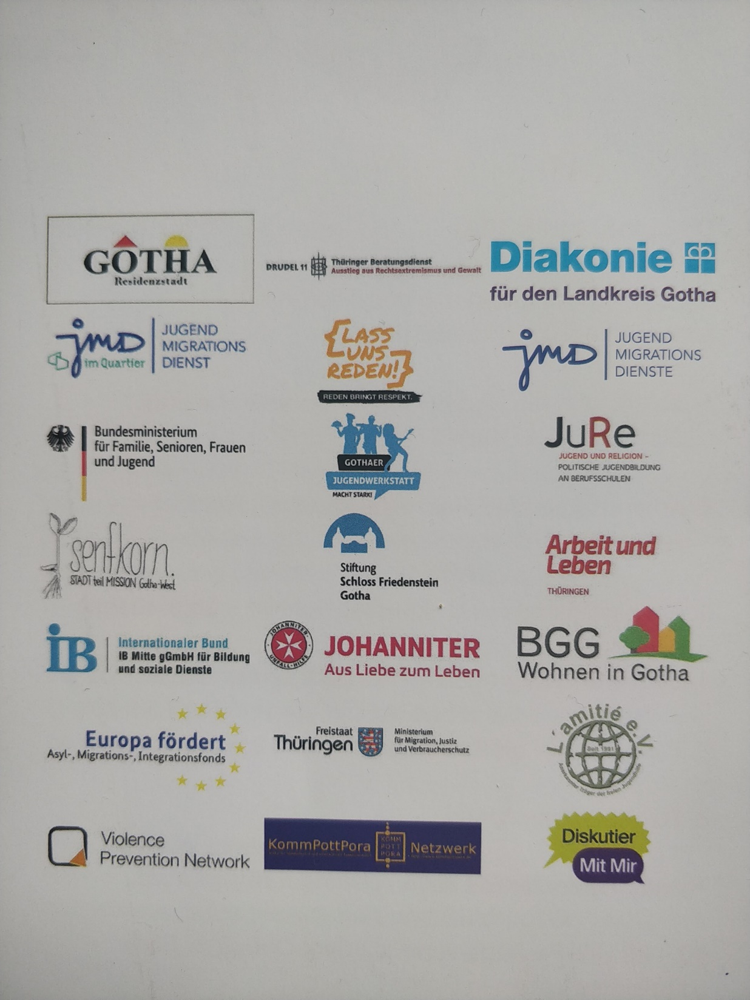 GOTHA
Residenzstadt
DRUDEL 11
Thüringer Beratungsdienst
Ausstieg aus Rechtsextremismus und Gewalt
Diakonie
für den Landkreis Gotha
jmD
im Quartier
JUGEND
MIGRATIONS
DIENST
{LASS
UNS
REDEN!}
REDEN BRINGT RESPEKT.
jmD
JUGEND
MIGRATIONS
DIENSTE
Bundesministerium
für Familie, Senioren, Frauen
und Jugend
GOTHAER
JUGENDWERKSTATT
MACHT STARK!
JuRe
JUGEND UND RELIGION –
POLITISCHE JUGENDBILDUNG
AN BERUFSSCHULEN
senfkorn.
STADT teil MISSION Gotha-West
Stiftung
Schloss Friedenstein
Gotha
Arbeit und
Leben
THÜRINGEN
iB
Internationaler Bund
IB Mitte gGmbH für Bildung
und soziale Dienste
JOHANNITER
UNFALL-HILFE
JOHANNITER
Aus Liebe zum Leben
BGG
Wohnen in Gotha
Europa fördert
Asyl-, Migrations-, Integrationsfonds
Freistaat
Thüringen
Ministerium
für Migration, Justiz
und Verbraucherschutz
L´amitié e.V.
Seit 1991
Anerkannter Träger der freien Jugendhilfe
Violence
Prevention Network
KommPottPora
KOMM
POTT
PORA
Netzwerk
Diskutier
Mit Mir